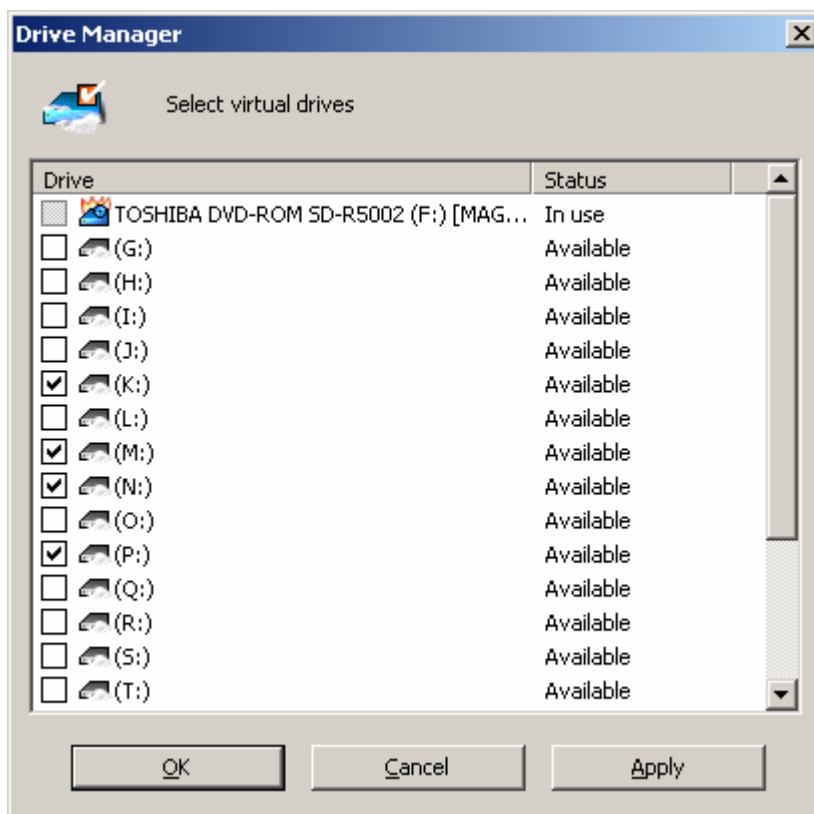 Drive Manager
Select virtual drives
Drive Status
TOSHIBA DVD-ROM SD-R5002 (F:) [MAG... In use
(G:) Available
(H:) Available
(I:) Available
(J:) Available
(K:) Available
(L:) Available
(M:) Available
(N:) Available
(O:) Available
(P:) Available
(Q:) Available
(R:) Available
(S:) Available
(T:) Available
OK Cancel Apply